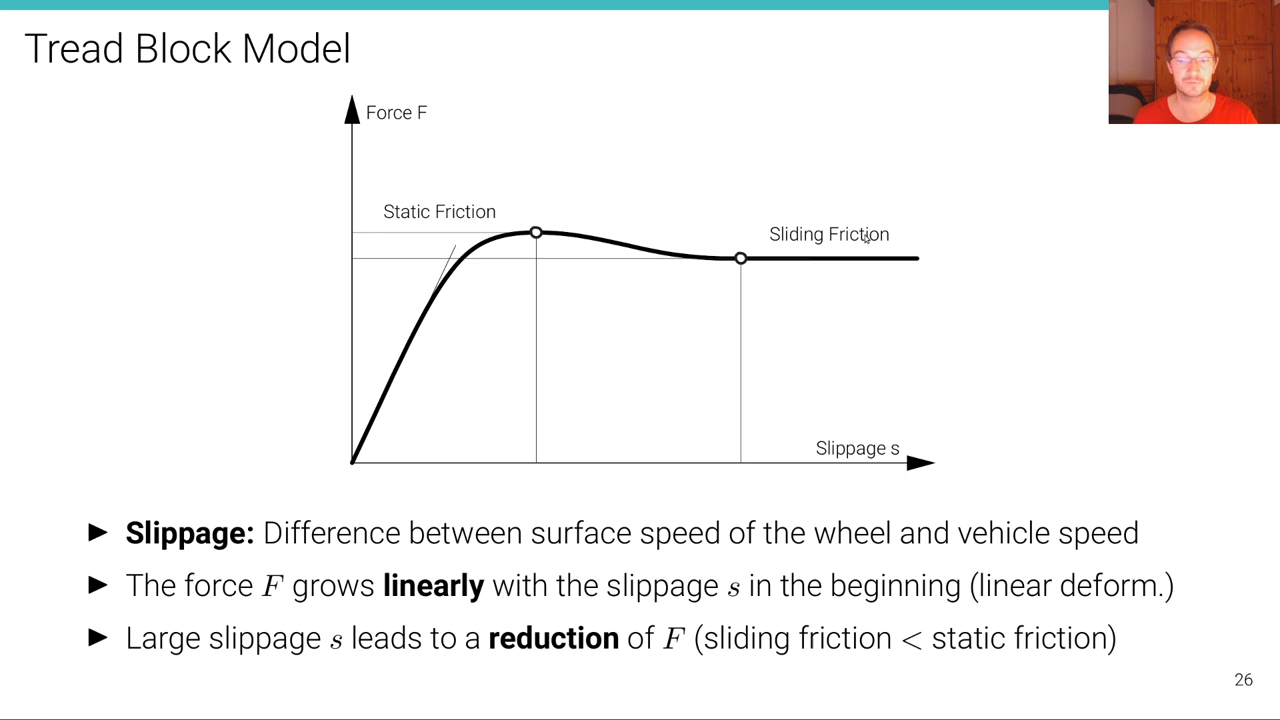 Tread Block Model
Force F
Static Friction
Sliding Friction
Slippage s
▶ Slippage: Difference between surface speed of the wheel and vehicle speed
▶ The force F grows linearly with the slippage s in the beginning (linear deform.)
▶ Large slippage s leads to a reduction of F (sliding friction < static friction)
26